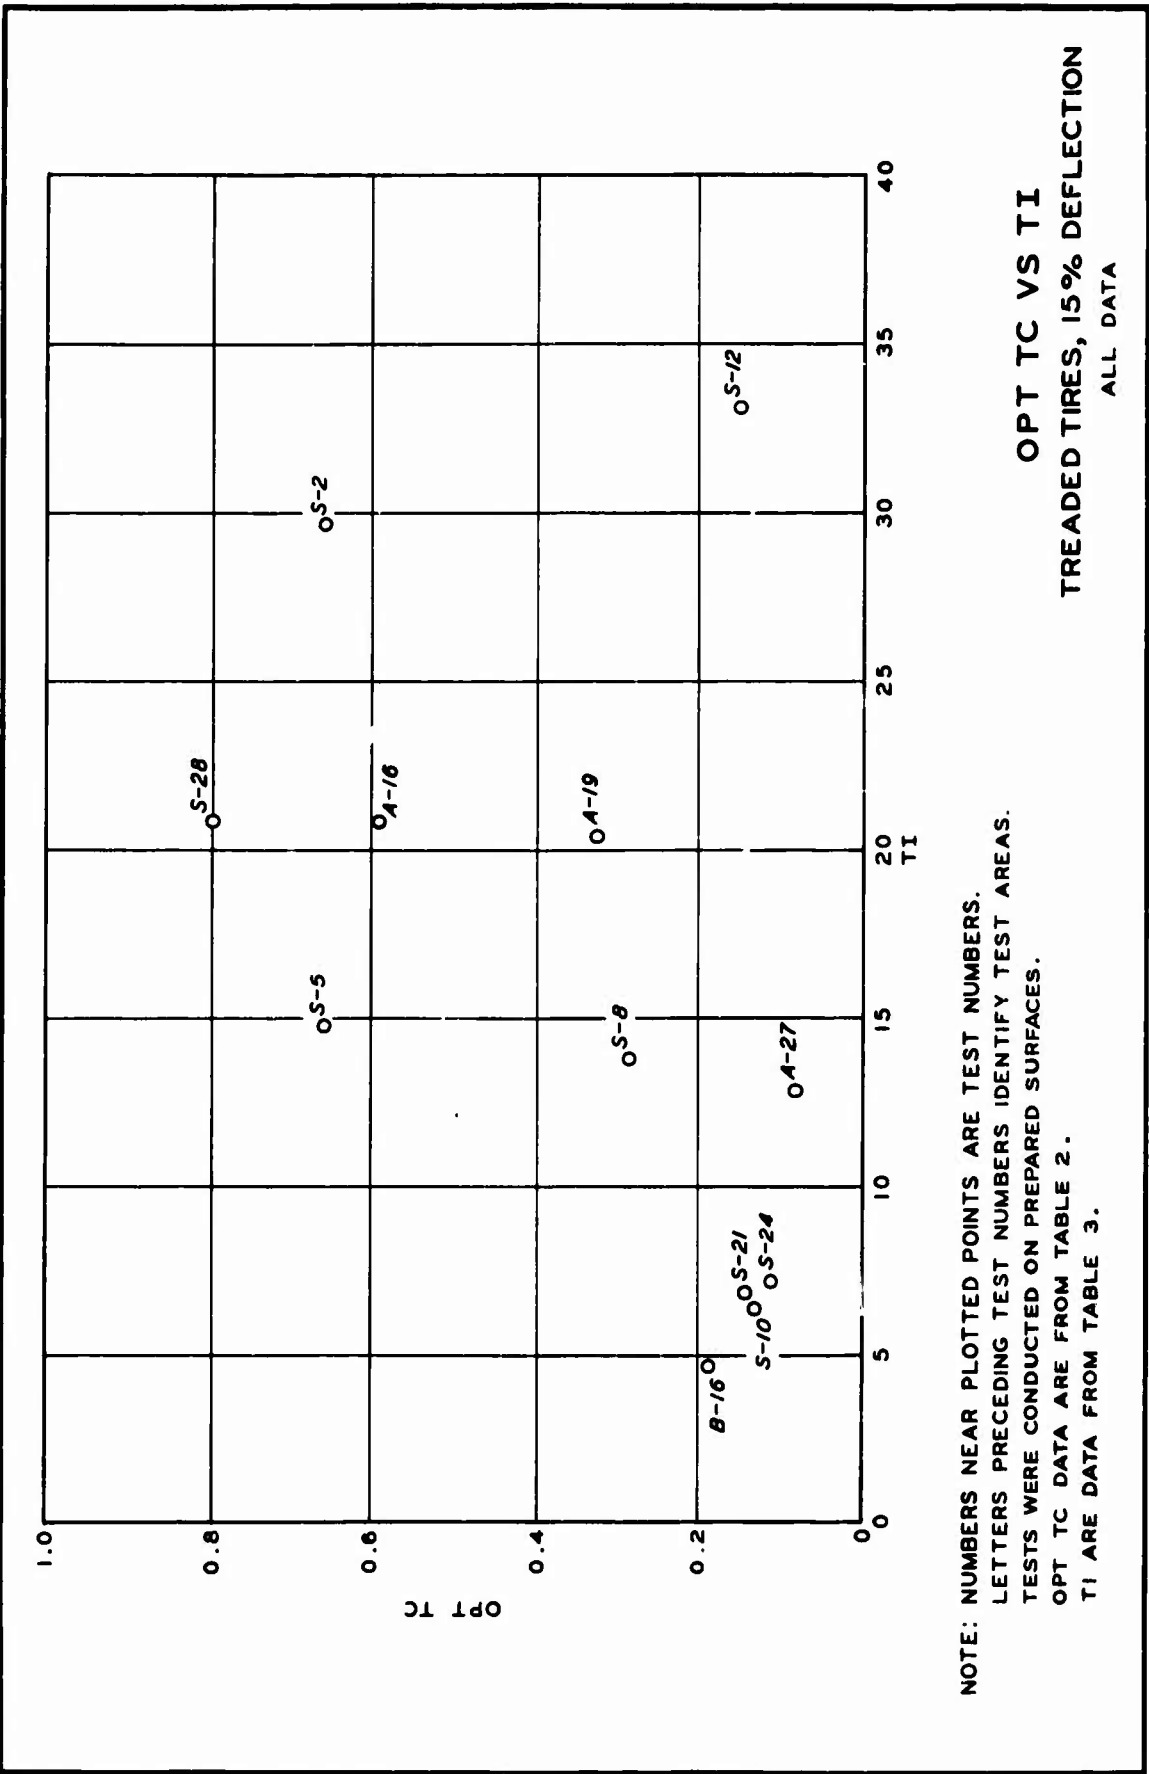 1.0
0.8
0.6
0.4
0.2
0
OPT TC
0
5
10
15
20
25
30
35
40
TI
S-28
S-2
S-5
A-16
A-19
S-8
S-12
A-27
B-16
S-10
S-21
S-24
NOTE: NUMBERS NEAR PLOTTED POINTS ARE TEST NUMBERS.
LETTERS PRECEDING TEST NUMBERS IDENTIFY TEST AREAS.
TESTS WERE CONDUCTED ON PREPARED SURFACES.
OPT TC DATA ARE FROM TABLE 2.
TI ARE DATA FROM TABLE 3.
OPT TC VS TI
TREADED TIRES, 15% DEFLECTION
ALL DATA